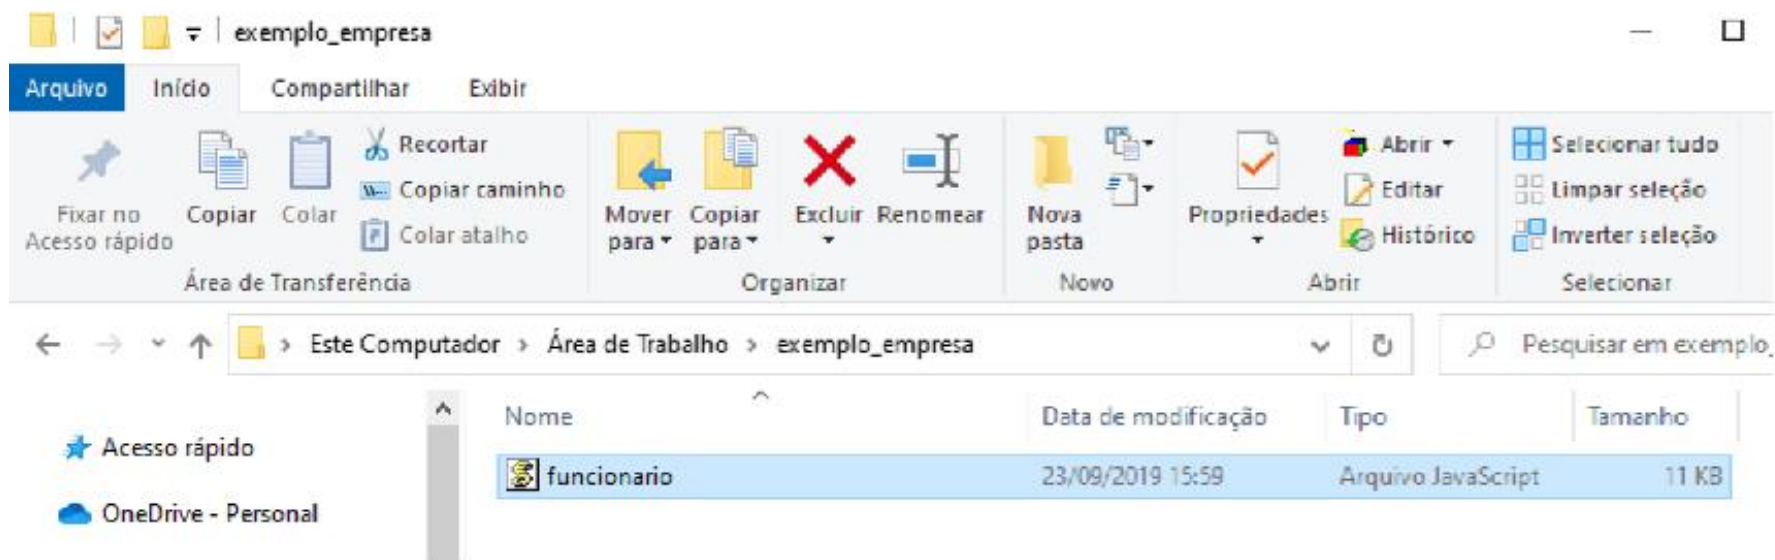 exemplo_empresa
Arquivo Início Compartilhar Exibir
Fixar no Acesso rápido
Copiar
Colar
Recortar
Copiar caminho
Colar atalho
Área de Transferência
Mover para
Copiar para
Excluir
Renomear
Organizar
Nova pasta
Novo
Propriedades
Abrir
Editar
Histórico
Abrir
Selecionar tudo
Limpar seleção
Inverter seleção
Selecionar
Este Computador > Área de Trabalho > exemplo_empresa
Pesquisar em exemplo_
Acesso rápido
OneDrive - Personal
Nome Data de modificação Tipo Tamanho
funcionario 23/09/2019 15:59 Arquivo JavaScript 11 KB